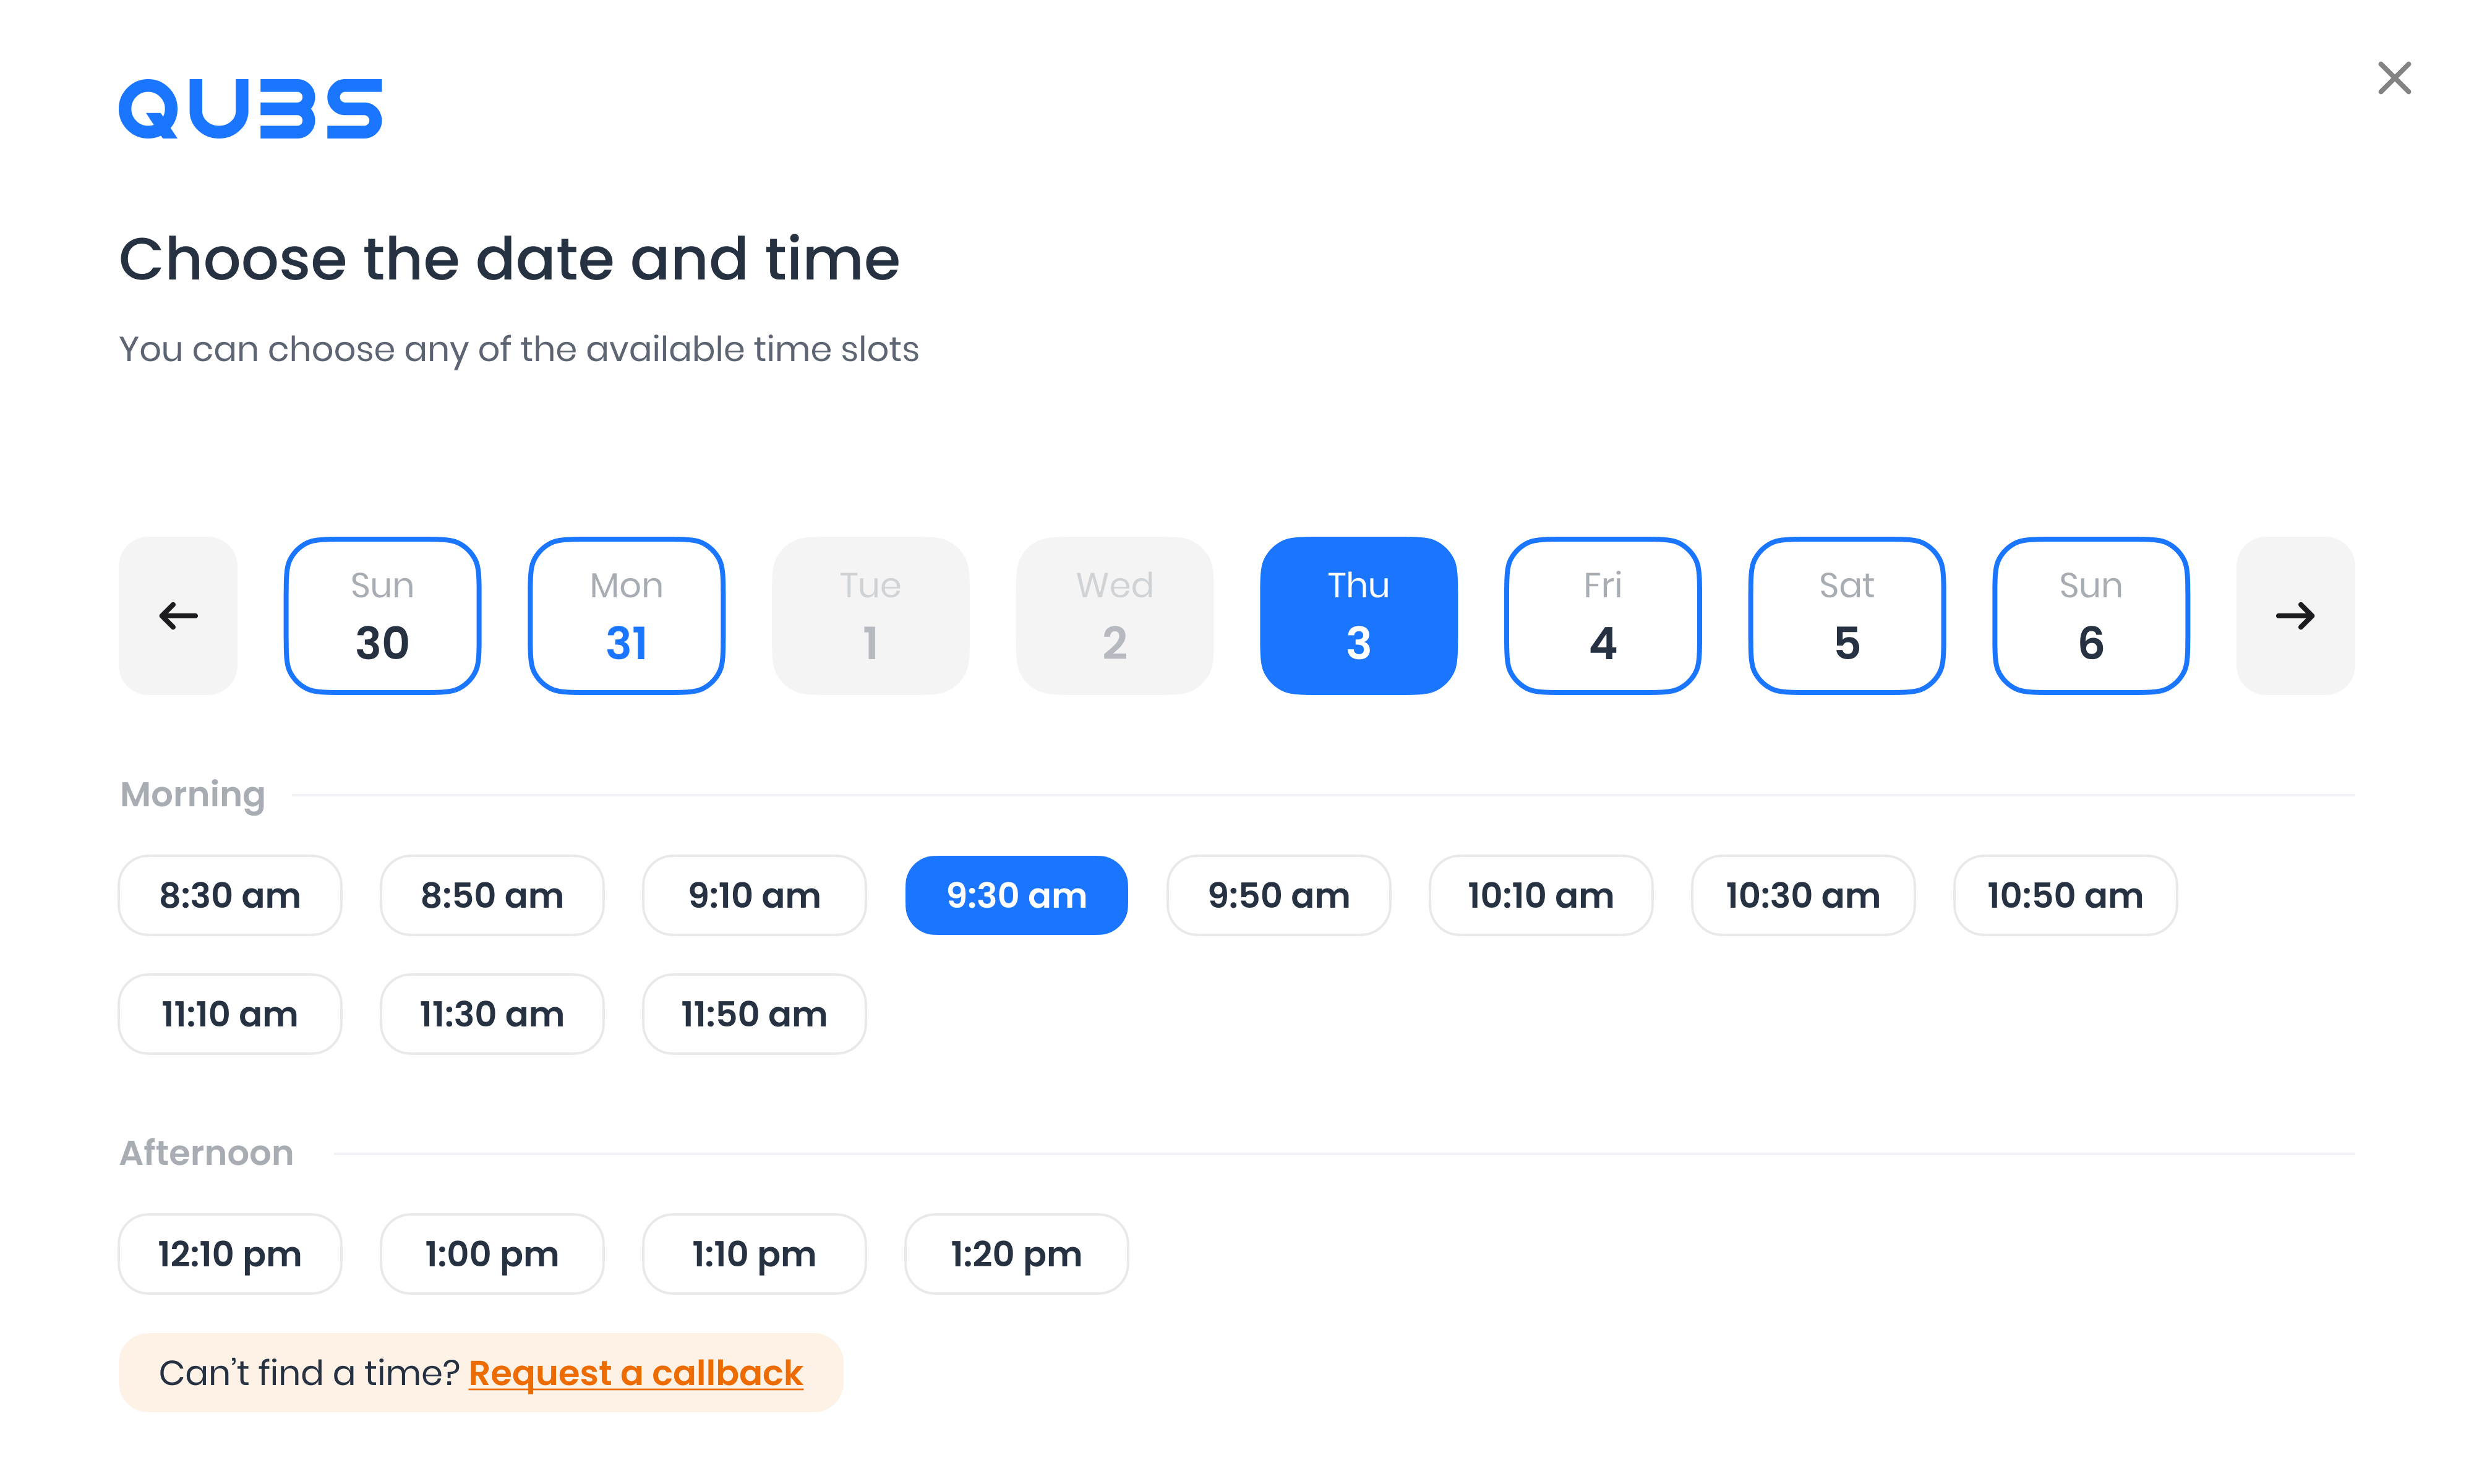 QUBS
Choose the date and time
You can choose any of the available time slots
Sun Mon Tue Wed Thu Fri Sat Sun
30 31 1 2 3 4 5 6
Morning
8:30 am 8:50 am 9:10 am 9:30 am 9:50 am 10:10 am 10:30 am 10:50 am
11:10 am 11:30 am 11:50 am
Afternoon
12:10 pm 1:00 pm 1:10 pm 1:20 pm
Can’t find a time? Request a callback